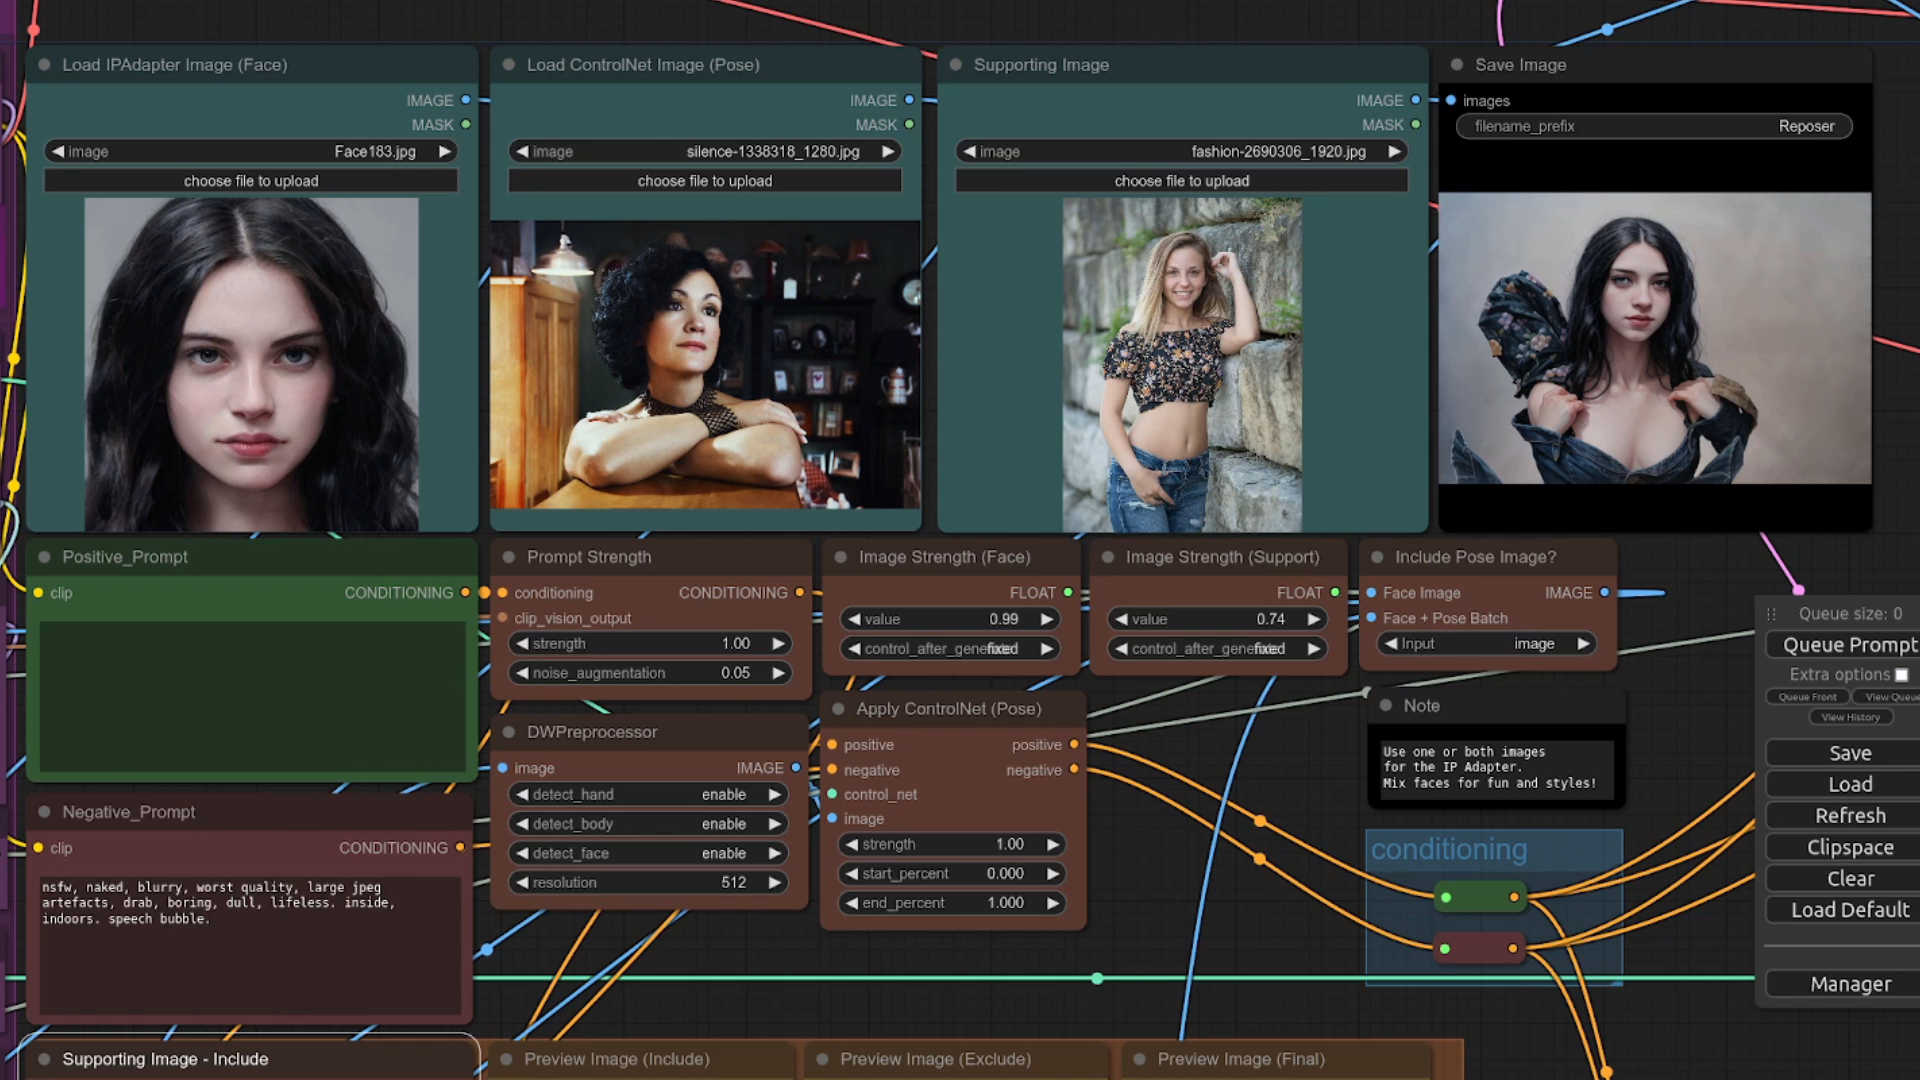 Load IPAdapter Image (Face)
IMAGE
MASK
image Face183.jpg
choose file to upload
Load ControlNet Image (Pose)
IMAGE
MASK
image silence-1338318_1280.jpg
choose file to upload
Supporting Image
IMAGE
MASK
image fashion-2690306_1920.jpg
choose file to upload
Save Image
images
filename_prefix Reposer
Positive_Prompt
clip CONDITIONING
Prompt Strength
conditioning CONDITIONING
clip_vision_output
strength 1.00
noise_augmentation 0.05
Image Strength (Face)
FLOAT
value 0.99
control_after_gene fixed
Image Strength (Support)
FLOAT
value 0.74
control_after_gene fixed
Include Pose Image?
Face Image IMAGE
Face + Pose Batch
Input image
Queue size: 0
Queue Prompt
Extra options
Queue Front View Queue
View History
Save
Load
Refresh
Clipspace
Clear
Load Default
Manager
Note
Use one or both images
for the IP Adapter.
Mix faces for fun and styles!
DWPreprocessor
image IMAGE
detect_hand enable
detect_body enable
detect_face enable
resolution 512
Apply ControlNet (Pose)
positive positive
negative negative
control_net
image
strength 1.00
start_percent 0.000
end_percent 1.000
conditioning
Negative_Prompt
clip CONDITIONING
nsfw, naked, blurry, worst quality, large jpeg
artefacts, drab, boring, dull, lifeless. inside,
indoors. speech bubble.
Supporting Image - Include
Preview Image (Include)
Preview Image (Exclude)
Preview Image (Final)